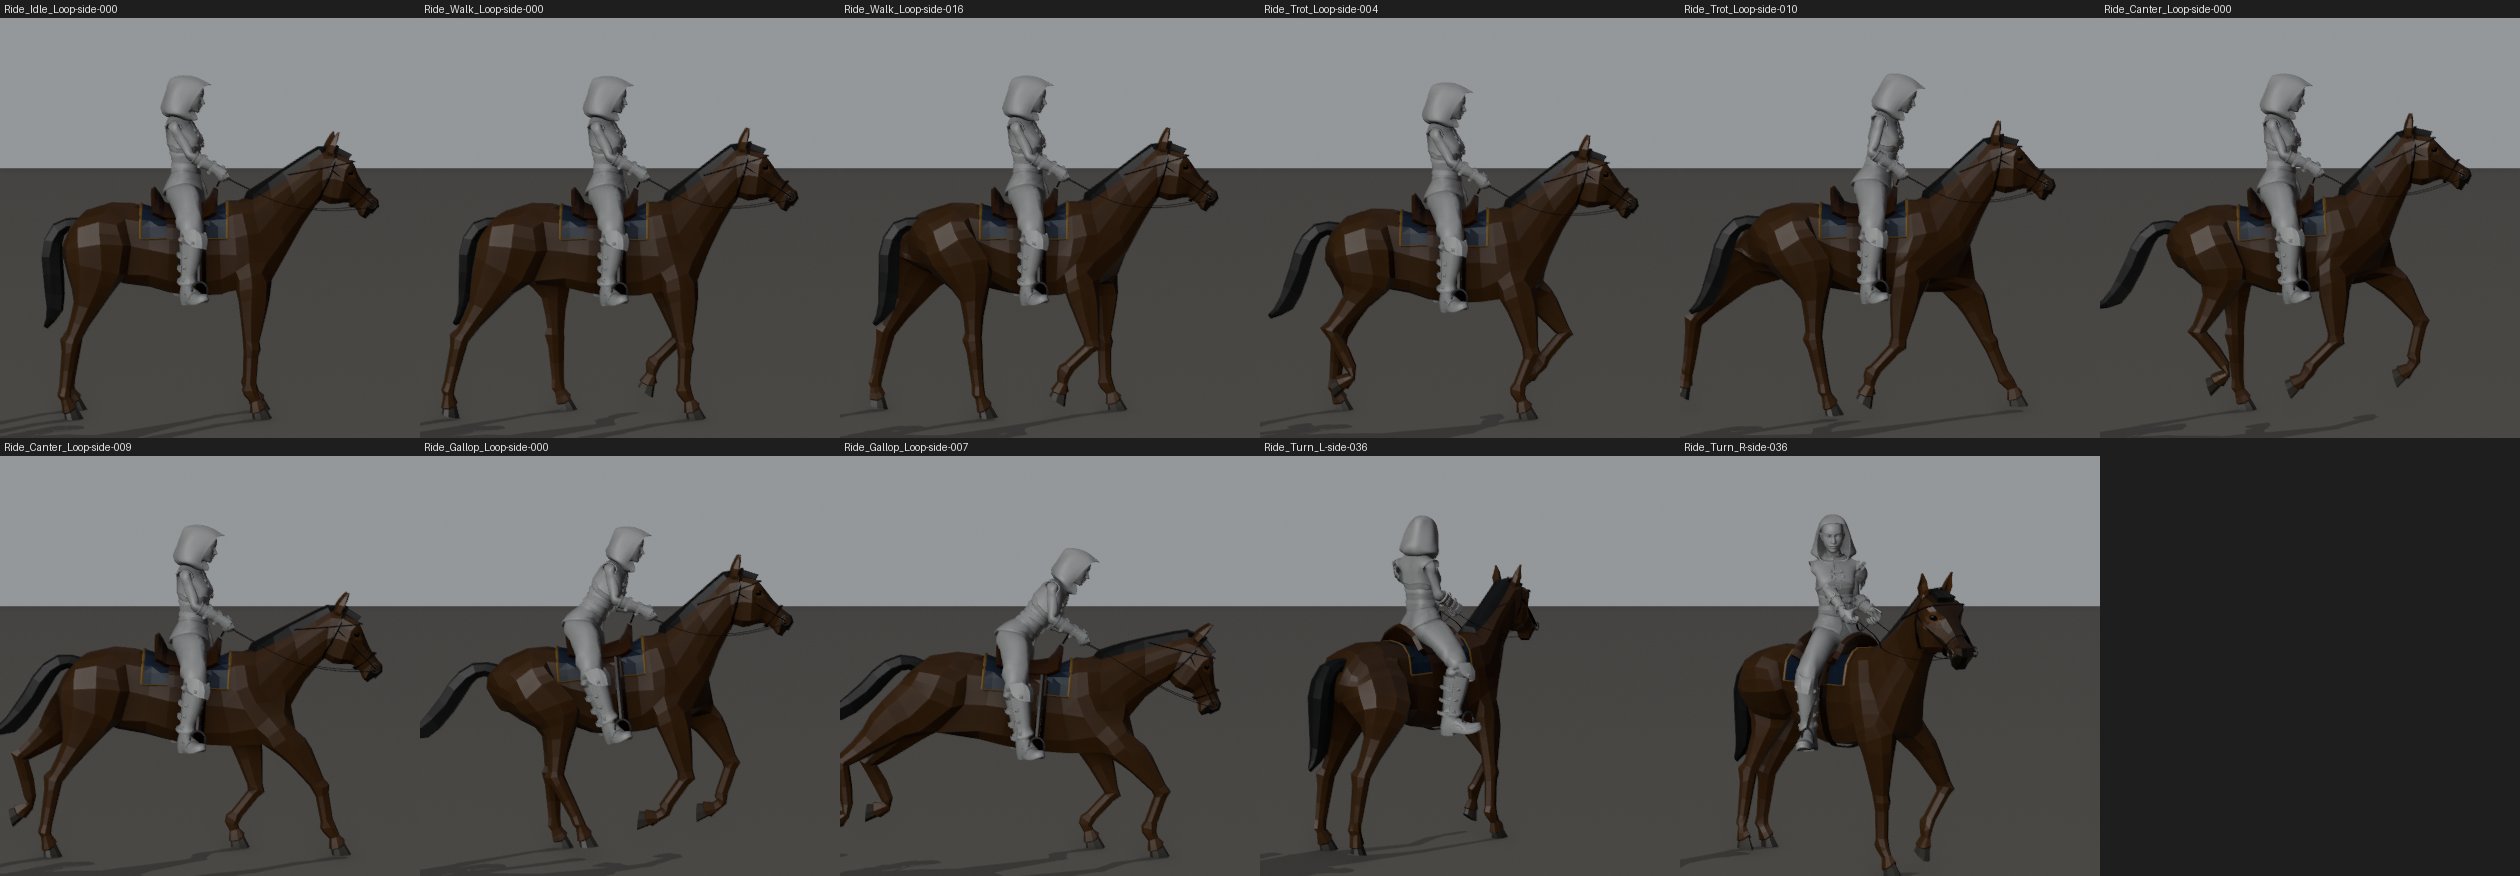 Ride_Idle_Loop-side-000
Ride_Walk_Loop-side-000
Ride_Walk_Loop-side-016
Ride_Trot_Loop-side-004
Ride_Trot_Loop-side-010
Ride_Canter_Loop-side-000
Ride_Canter_Loop-side-009
Ride_Gallop_Loop-side-000
Ride_Gallop_Loop-side-007
Ride_Turn_L-side-036
Ride_Turn_R-side-036